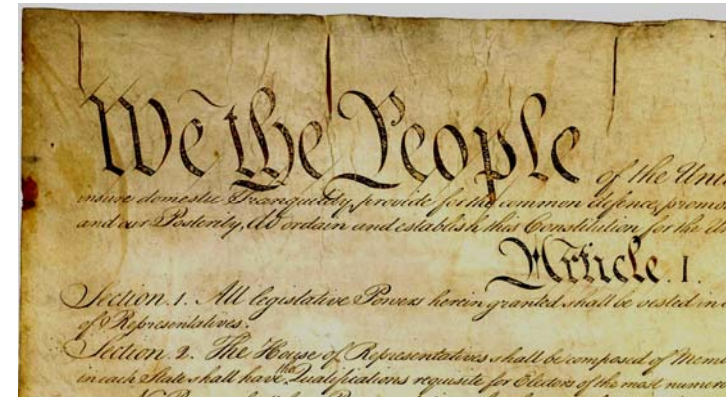 We the People of the Uni
insure domestic Tranquility, provide for the common defence, promo
and our Posterity, do ordain and establish this Constitution for the Un
Article. I.
Section. 1. All legislative Powers herein granted shall be vested in
of Representatives.
Section. 2. The House of Representatives shall be composed of Mem
in each State shall have the Qualifications requisite for Electors of the most numero